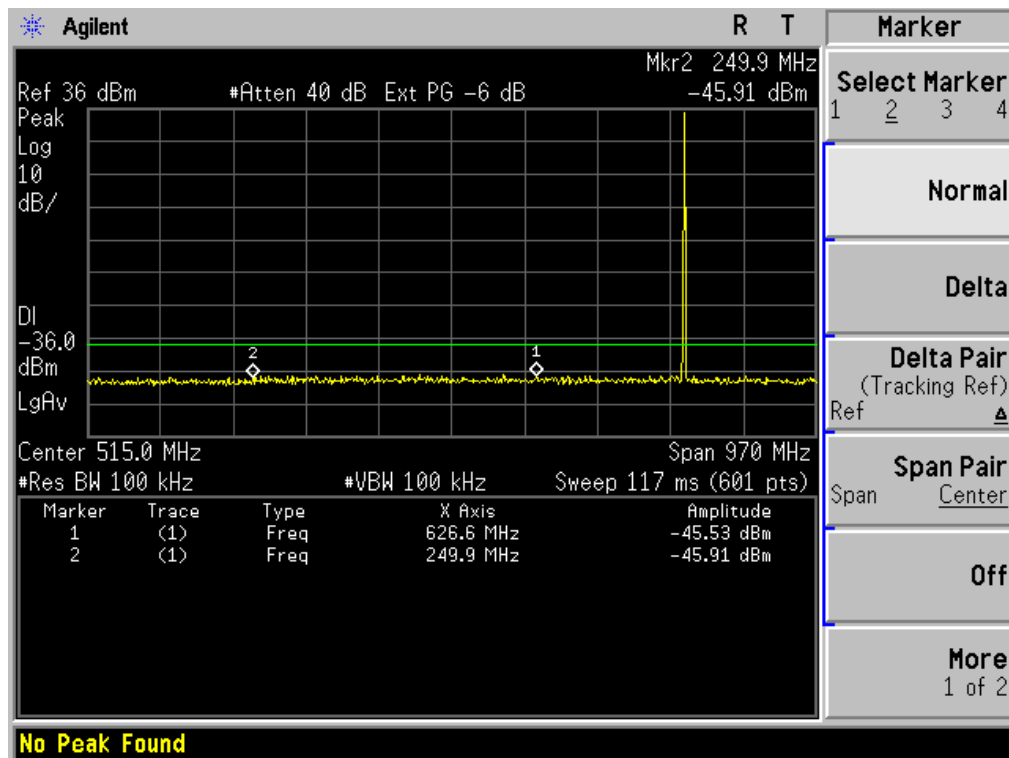 Agilent
R T
Mkr2 249.9 MHz
Ref 36 dBm #Atten 40 dB Ext PG -6 dB -45.91 dBm
Peak
Log
10
dB/
DI
-36.0
dBm
LgAv
2
1
Center 515.0 MHz Span 970 MHz
#Res BW 100 kHz #VBW 100 kHz Sweep 117 ms (601 pts)
Marker Trace Type X Axis Amplitude
1 (1) Freq 626.6 MHz -45.53 dBm
2 (1) Freq 249.9 MHz -45.91 dBm
No Peak Found
Marker
Select Marker
1 2 3 4
Normal
Delta
Delta Pair
(Tracking Ref)
Ref Δ
Span Pair
Span Center
Off
More
1 of 2